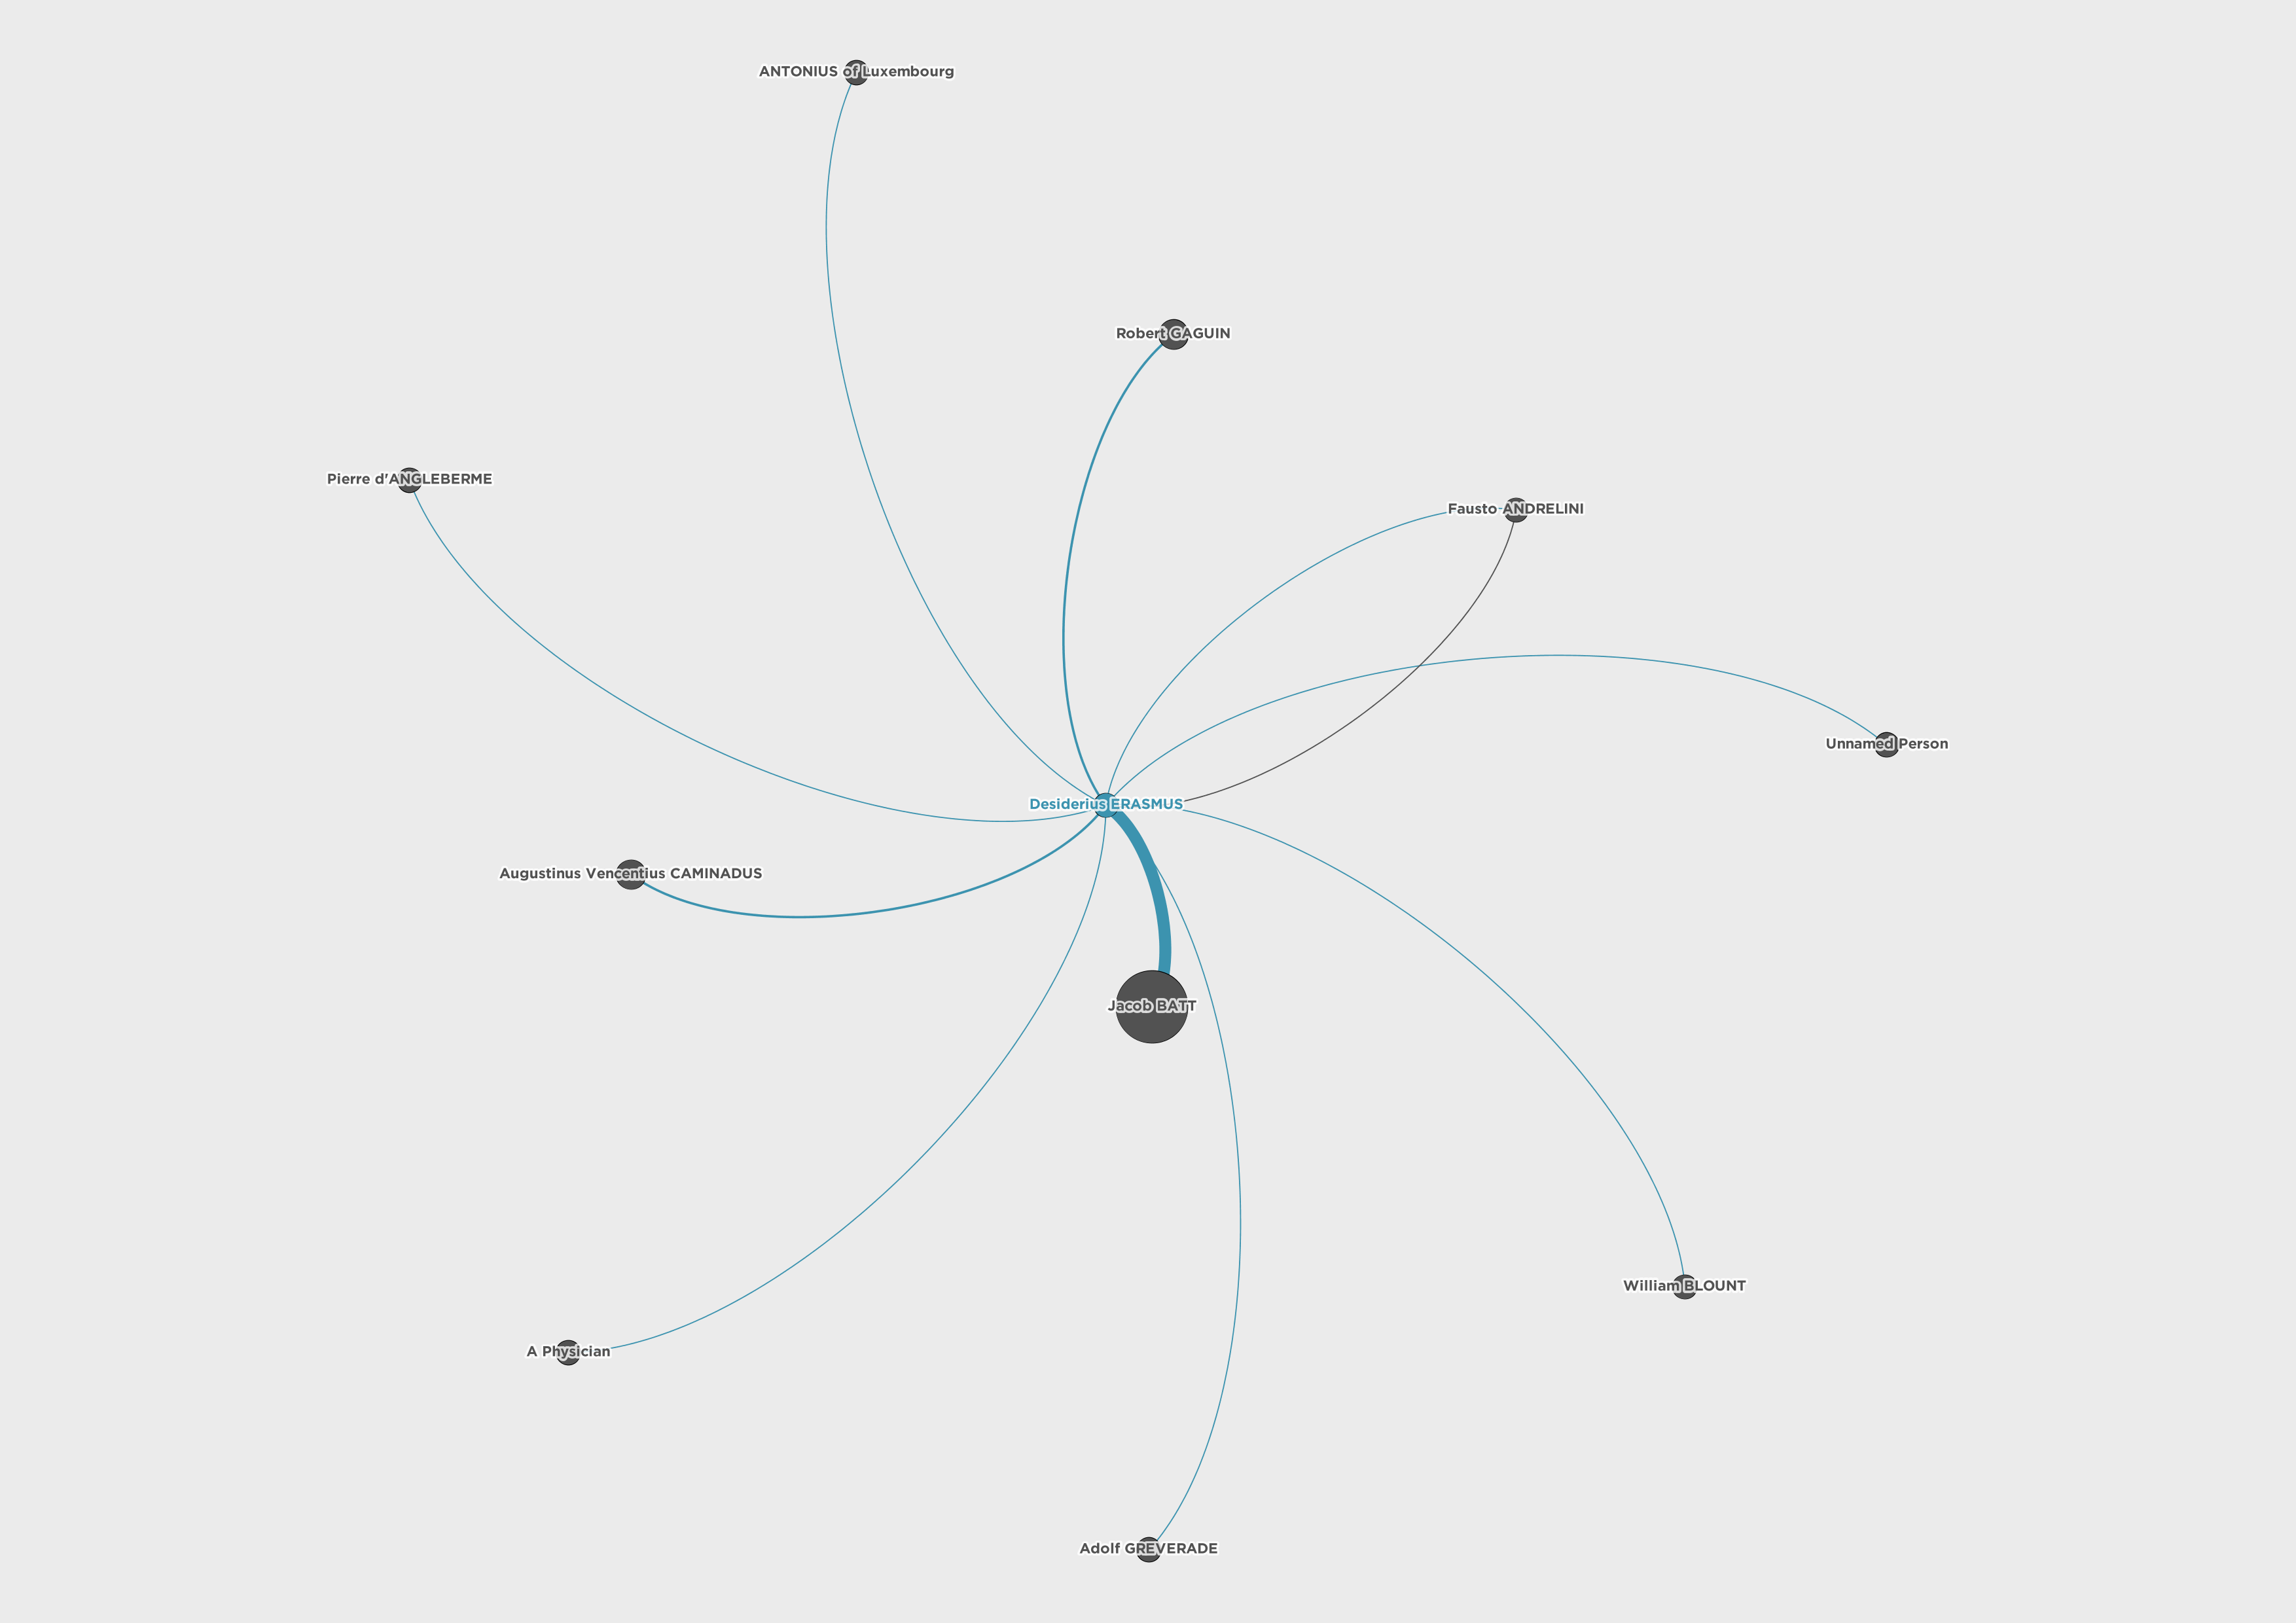 ANTONIUS of Luxembourg
Robert GAGUIN
Pierre d'ANGLEBERME
Fausto ANDRELINI
Unnamed Person
Desiderius ERASMUS
Augustinus Vencentius CAMINADUS
Jacob BATT
William BLOUNT
A Physician
Adolf GREVERADE